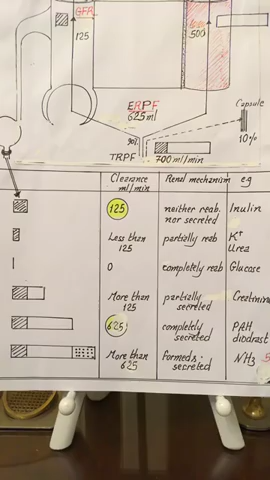 GFR
125
500
ERPF
625 ml
Capsule
90%
10%
TRPF
700 ml/min
Clearance ml/min
Renal mechanism
eg
125
neither reab. nor secreted
Inulin
Less than 125
partially reab
K+ Urea
0
completely reab
Glucose
More than 125
partially secreted
Creatinine
625
completely secreted
PAH diodrast
More than 625
formed & secreted
NH3
5